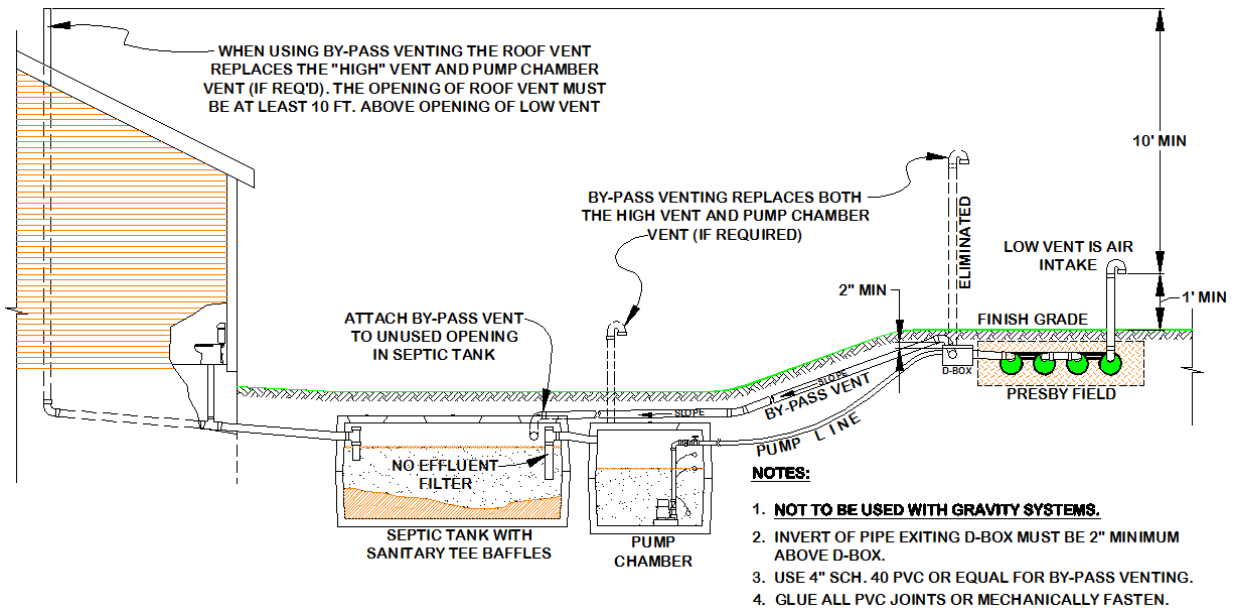 WHEN USING BY-PASS VENTING THE ROOF VENT
REPLACES THE "HIGH" VENT AND PUMP CHAMBER
VENT (IF REQ'D). THE OPENING OF ROOF VENT MUST
BE AT LEAST 10 FT. ABOVE OPENING OF LOW VENT
10' MIN
BY-PASS VENTING REPLACES BOTH
THE HIGH VENT AND PUMP CHAMBER
VENT (IF REQUIRED)
ELIMINATED
LOW VENT IS AIR
INTAKE
2" MIN
1' MIN
ATTACH BY-PASS VENT
TO UNUSED OPENING
IN SEPTIC TANK
FINISH GRADE
D-BOX
PRESBY FIELD
SLOPE
BY-PASS VENT
SLOPE
PUMP LINE
NO EFFLUENT
FILTER
SEPTIC TANK WITH
SANITARY TEE BAFFLES
PUMP
CHAMBER
NOTES:
1. NOT TO BE USED WITH GRAVITY SYSTEMS.
2. INVERT OF PIPE EXITING D-BOX MUST BE 2" MINIMUM
ABOVE D-BOX.
3. USE 4" SCH. 40 PVC OR EQUAL FOR BY-PASS VENTING.
4. GLUE ALL PVC JOINTS OR MECHANICALLY FASTEN.